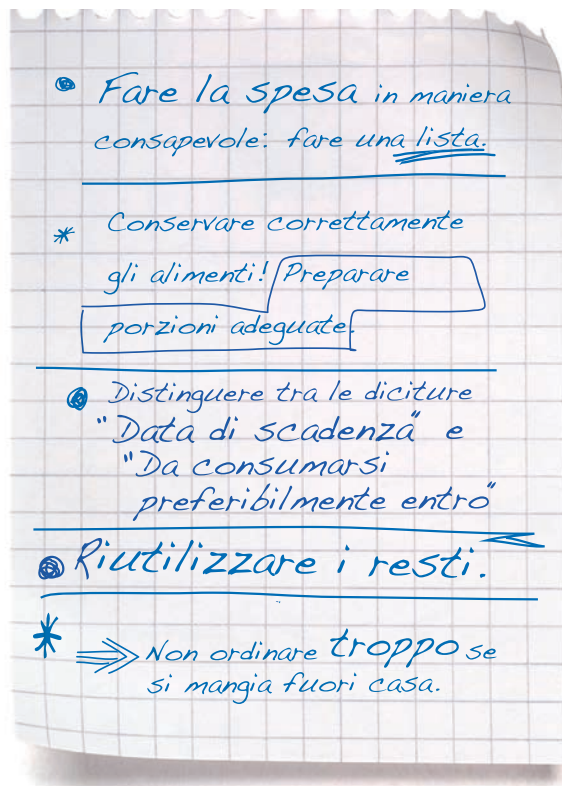 Fare la spesa in maniera
consapevole: fare una lista.
Conservare correttamente
gli alimenti! Preparare
porzioni adeguate.
Distinguere tra le diciture
"Data di scadenza" e
"Da consumarsi
preferibilmente entro"
Riutilizzare i resti.
Non ordinare troppo se
si mangia fuori casa.